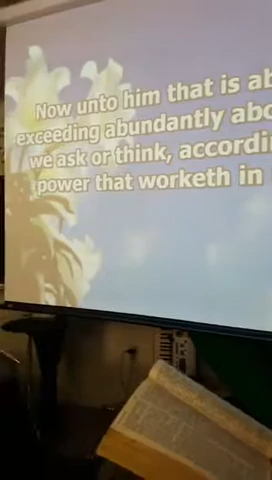 Now unto him that is ab
exceeding abundantly abo
we ask or think, accordi
power that worketh in